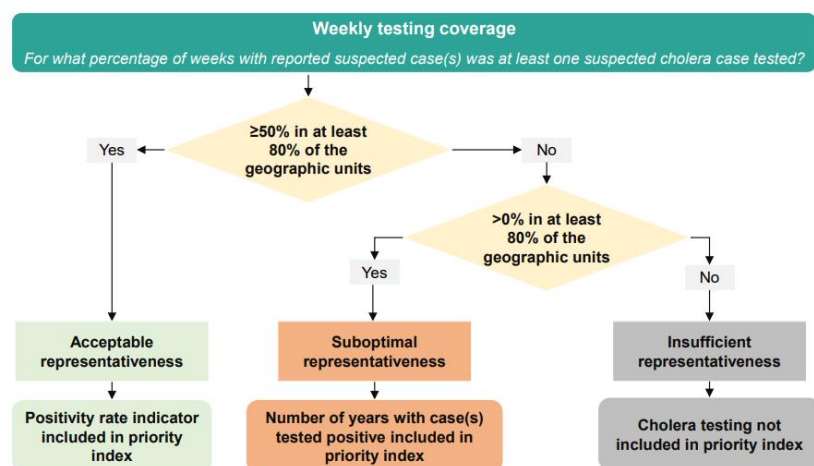 Weekly testing coverage
For what percentage of weeks with reported suspected case(s) was at least one suspected cholera case tested?
≥50% in at least
80% of the
geographic units
Yes
No
>0% in at least
80% of the
geographic units
Yes
No
Acceptable
representativeness
Suboptimal
representativeness
Insufficient
representativeness
Positivity rate indicator
included in priority
index
Number of years with case(s)
tested positive included in
priority index
Cholera testing not
included in priority index